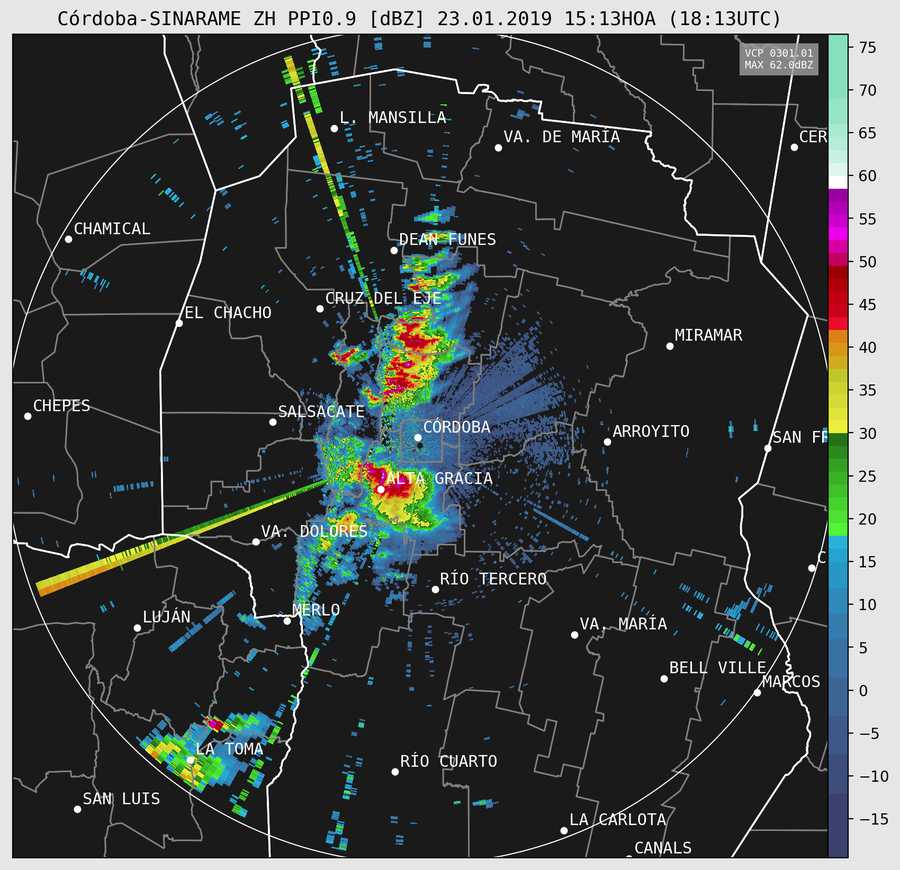 Córdoba-SINARAME ZH PPI0.9 [dBZ] 23.01.2019 15:13HOA (18:13UTC)
VCP 0301.01
MAX 62.0dBZ
75
70
65
60
55
50
45
40
35
30
25
20
15
10
5
0
−5
−10
−15
L. MANSILLA
VA. DE MARÍA
CER
CHAMICAL
DEAN FUNES
CRUZ DEL EJE
EL CHACHO
MIRAMAR
CHEPES
SALSACATE
CÓRDOBA
ARROYITO
SAN FR
ALTA GRACIA
VA. DOLORES
C
RÍO TERCERO
MERLO
LUJÁN
VA. MARÍA
BELL VILLE
MARCOS
LA TOMA
RÍO CUARTO
SAN LUIS
LA CARLOTA
CANALS